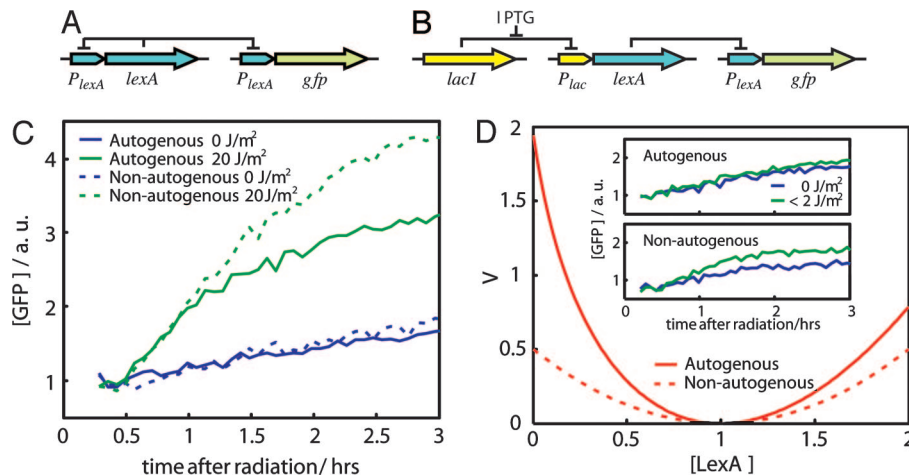 A
B
IPTG
P_lexA lexA P_lexA gfp
lacI P_lac lexA P_lexA gfp
C
Autogenous 0 J/m²
Autogenous 20 J/m²
Non-autogenous 0 J/m²
Non-autogenous 20J/m²
4
3
2
1
[GFP] / a. u.
0 0.5 1 1.5 2 2.5 3
time after radiation/ hrs
D
2
1.5
1
0.5
0
V
Autogenous
0 J/m²
< 2 J/m²
2
1
Non-autogenous
2
1
[GFP] / a. u.
0 1 2 3
time after radiation/hrs
Autogenous
Non-autogenous
0 0.5 1 1.5 2
[LexA]